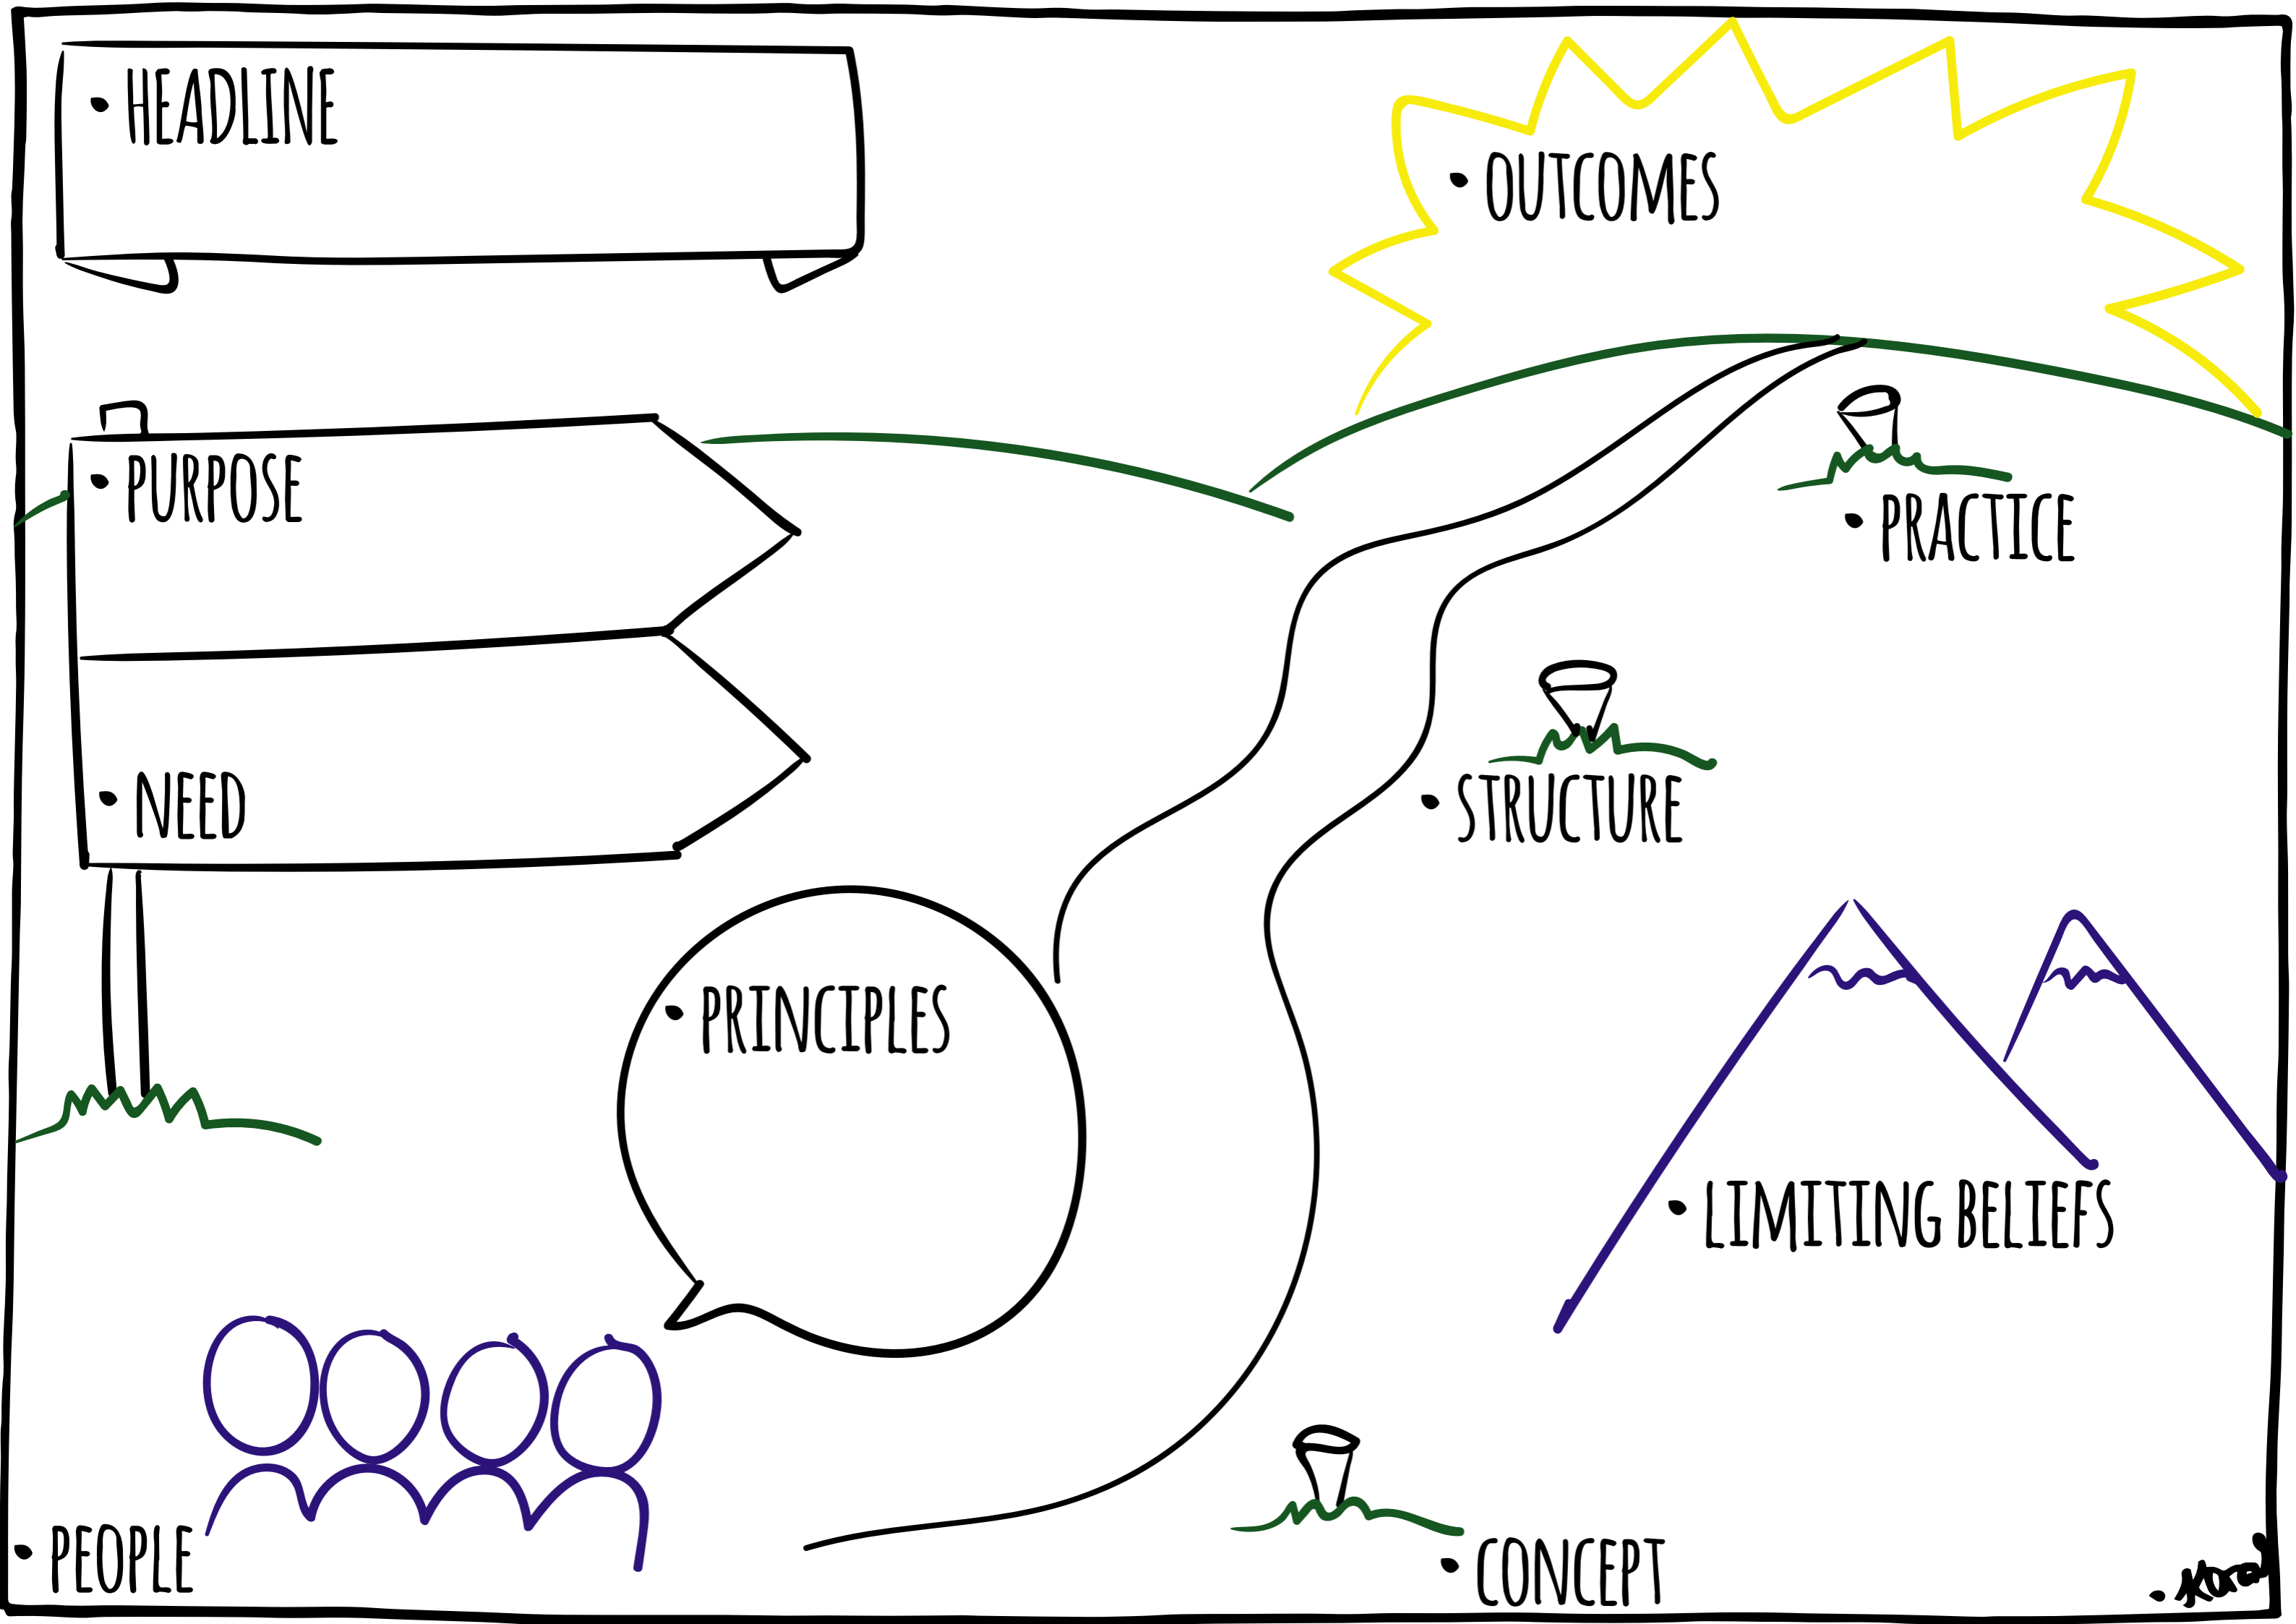 • HEADLINE
• OUTCOMES
• PURPOSE
• PRACTICE
• NEED
• STRUCTURE
• PRINCIPLES
• LIMITING BELIEFS
• PEOPLE
• CONCEPT